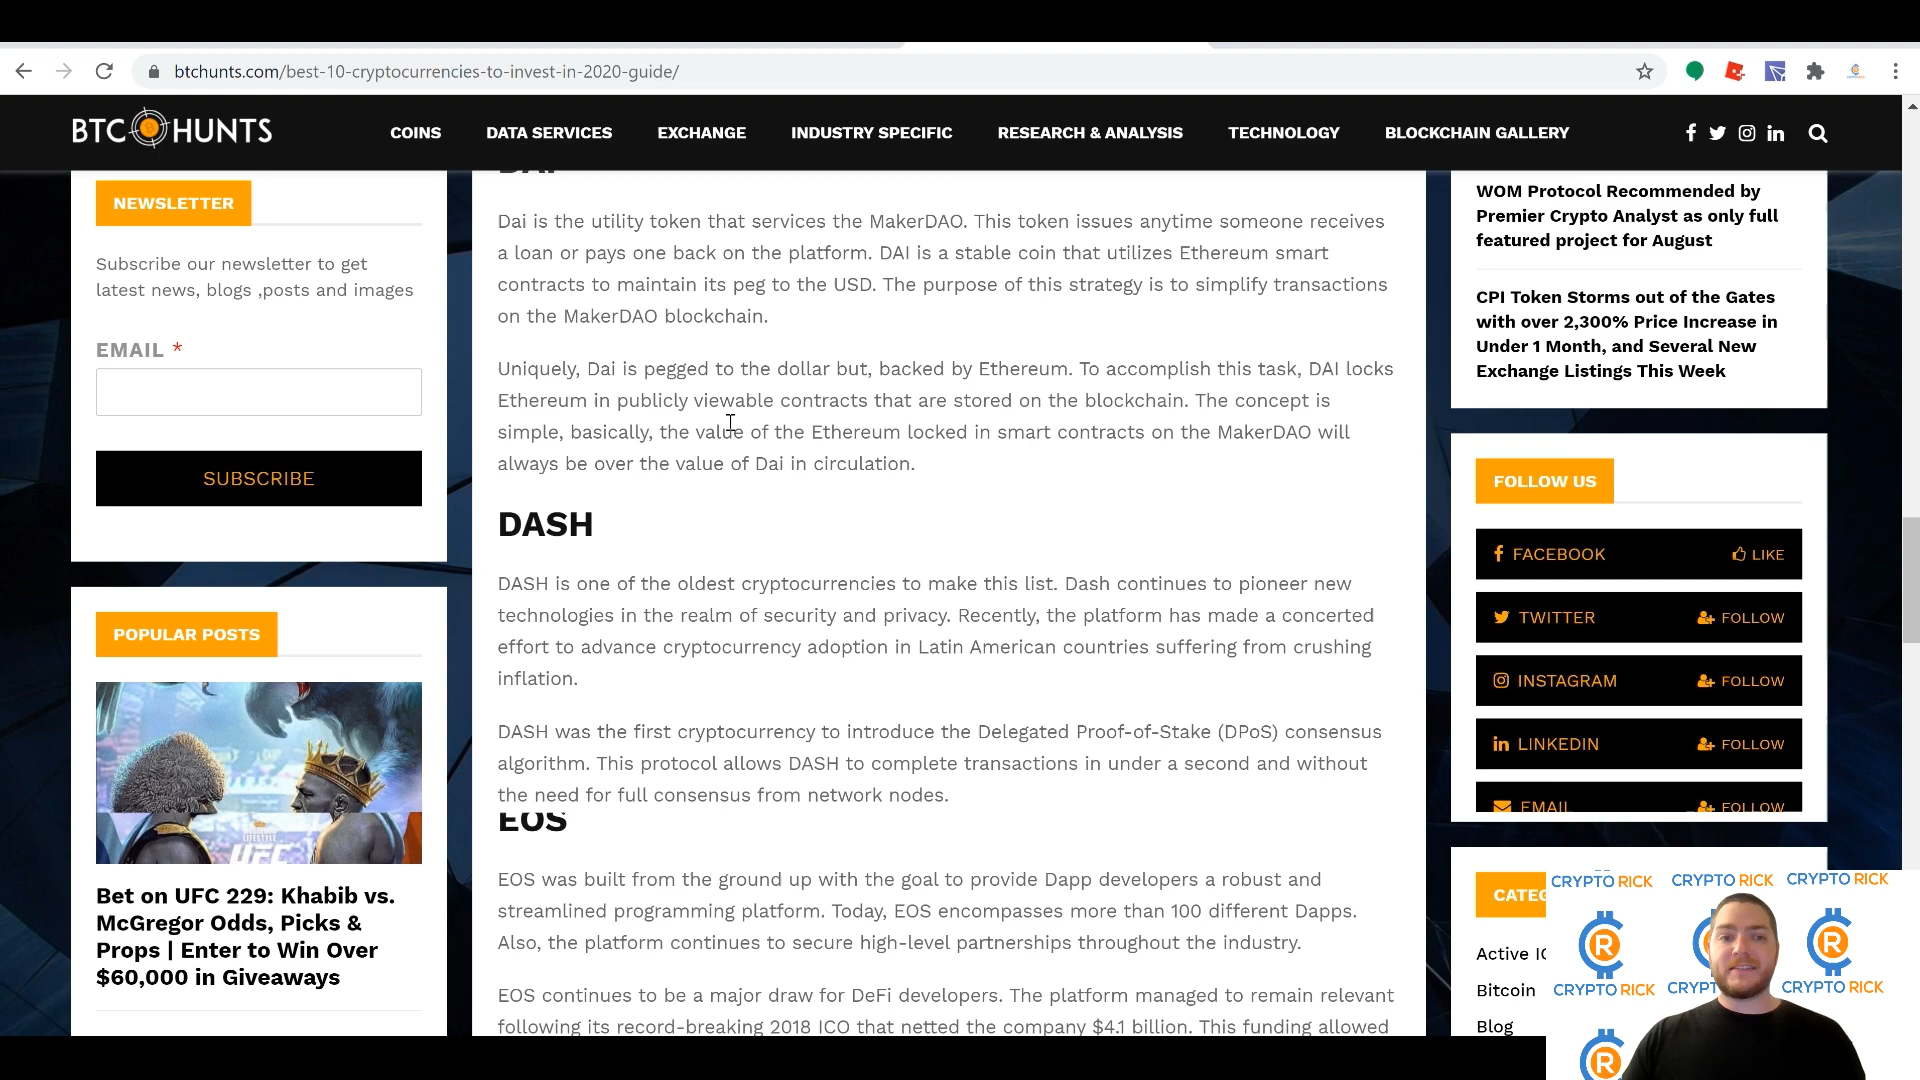 btchunts.com/best-10-cryptocurrencies-to-invest-in-2020-guide/
BTC HUNTS
COINS
DATA SERVICES
EXCHANGE
INDUSTRY SPECIFIC
RESEARCH & ANALYSIS
TECHNOLOGY
BLOCKCHAIN GALLERY
NEWSLETTER
Subscribe our newsletter to get
latest news, blogs ,posts and images
EMAIL *
SUBSCRIBE
POPULAR POSTS
UFC
Bet on UFC 229: Khabib vs.
McGregor Odds, Picks &
Props | Enter to Win Over
$60,000 in Giveaways
DAI
Dai is the utility token that services the MakerDAO. This token issues anytime someone receives
a loan or pays one back on the platform. DAI is a stable coin that utilizes Ethereum smart
contracts to maintain its peg to the USD. The purpose of this strategy is to simplify transactions
on the MakerDAO blockchain.
Uniquely, Dai is pegged to the dollar but, backed by Ethereum. To accomplish this task, DAI locks
Ethereum in publicly viewable contracts that are stored on the blockchain. The concept is
simple, basically, the value of the Ethereum locked in smart contracts on the MakerDAO will
always be over the value of Dai in circulation.
DASH
DASH is one of the oldest cryptocurrencies to make this list. Dash continues to pioneer new
technologies in the realm of security and privacy. Recently, the platform has made a concerted
effort to advance cryptocurrency adoption in Latin American countries suffering from crushing
inflation.
DASH was the first cryptocurrency to introduce the Delegated Proof-of-Stake (DPoS) consensus
algorithm. This protocol allows DASH to complete transactions in under a second and without
the need for full consensus from network nodes.
EOS
EOS was built from the ground up with the goal to provide Dapp developers a robust and
streamlined programming platform. Today, EOS encompasses more than 100 different Dapps.
Also, the platform continues to secure high-level partnerships throughout the industry.
EOS continues to be a major draw for DeFi developers. The platform managed to remain relevant
following its record-breaking 2018 ICO that netted the company $4.1 billion. This funding allowed
WOM Protocol Recommended by
Premier Crypto Analyst as only full
featured project for August
CPI Token Storms out of the Gates
with over 2,300% Price Increase in
Under 1 Month, and Several New
Exchange Listings This Week
FOLLOW US
FACEBOOK LIKE
TWITTER FOLLOW
INSTAGRAM FOLLOW
LINKEDIN FOLLOW
EMAIL FOLLOW
CATEG
Active IC
Bitcoin
Blog
CRYPTO RICK CRYPTO RICK CRYPTO RICK
R R
CRYPTO RICK CRYPT CRYPTO RICK
R